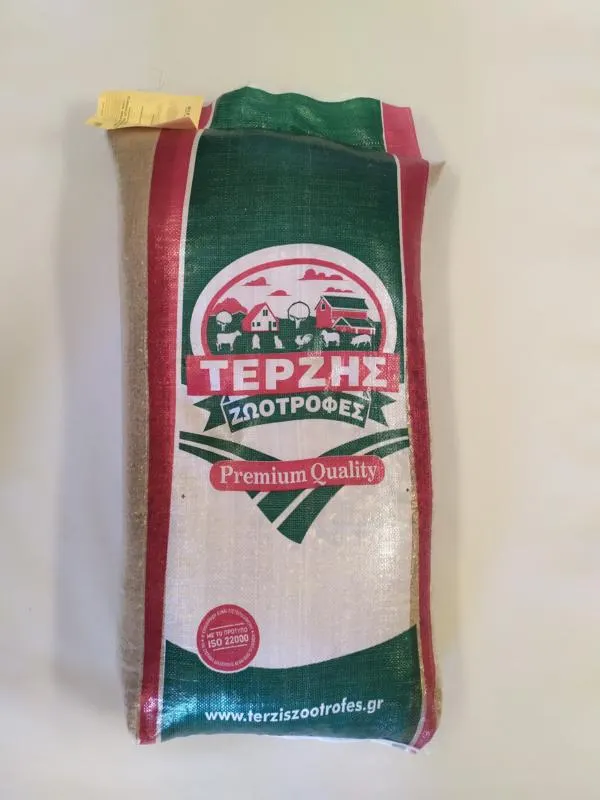 ΤΕΡΖΗΣ
ΖΩΟΤΡΟΦΕΣ
Premium Quality
ΜΕ ΤΟ ΠΡΟΤΥΠΟ
ISO 22000
www.terziszootrofes.gr